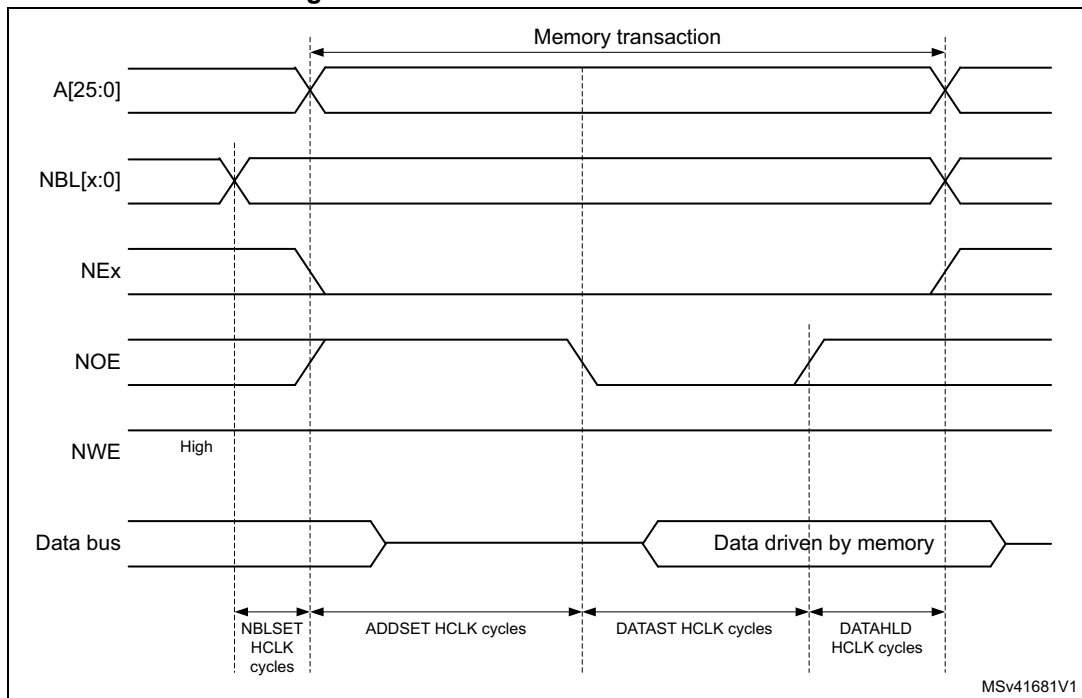 g
Memory transaction
A[25:0]
NBL[x:0]
NEx
NOE
NWE
High
Data bus
Data driven by memory
NBLSET
HCLK
cycles
ADDSET HCLK cycles
DATAST HCLK cycles
DATAHLD
HCLK cycles
MSv41681V1